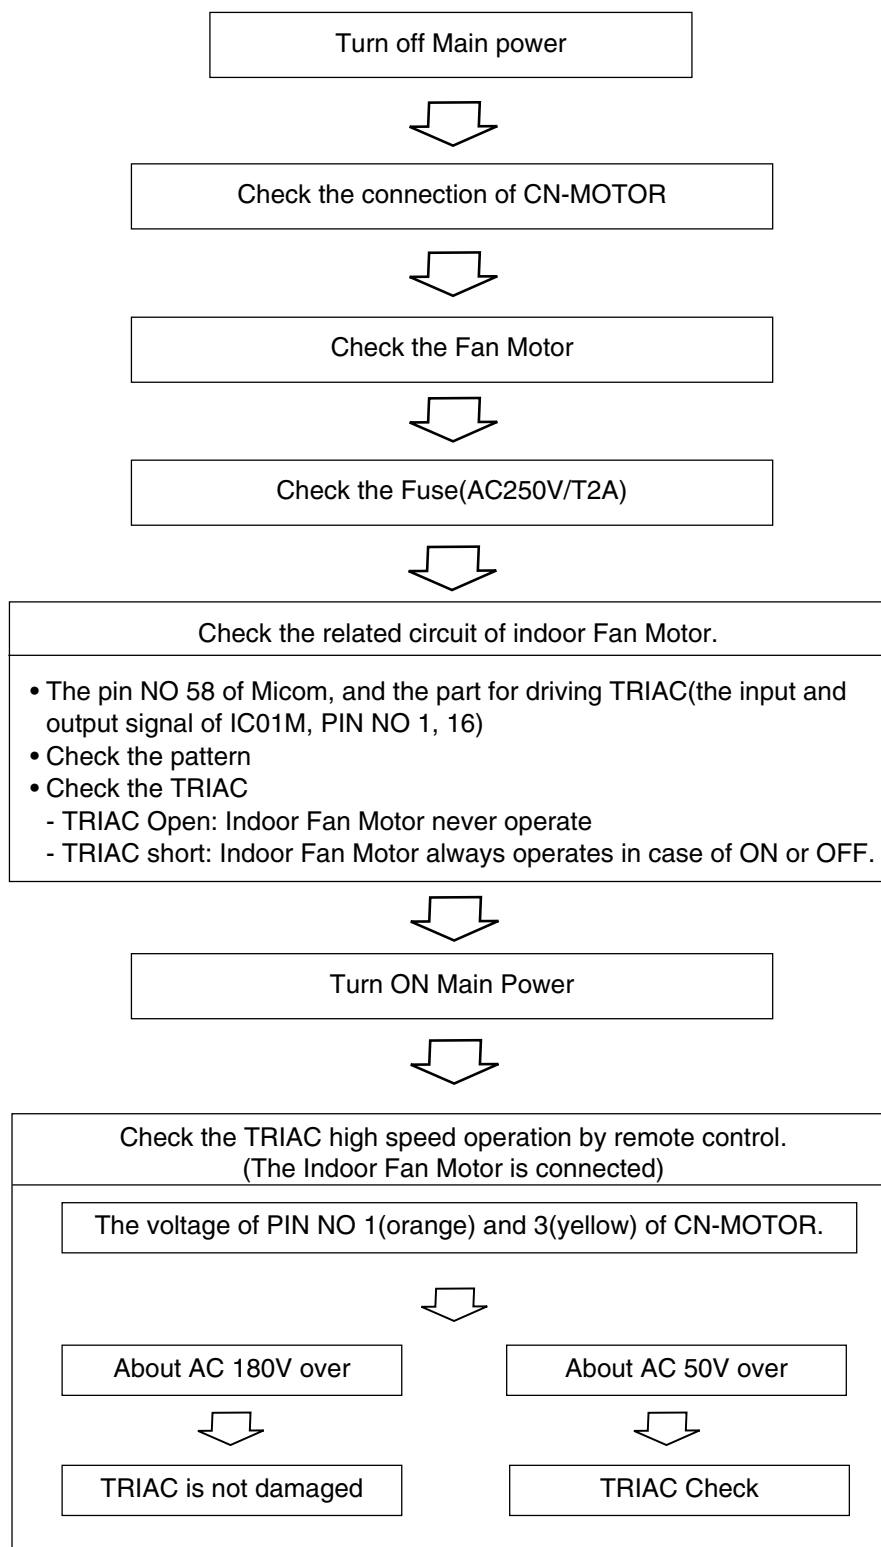 Turn off Main power
Check the connection of CN-MOTOR
Check the Fan Motor
Check the Fuse(AC250V/T2A)
Check the related circuit of indoor Fan Motor.
• The pin NO 58 of Micom, and the part for driving TRIAC(the input and
output signal of IC01M, PIN NO 1, 16)
• Check the pattern
• Check the TRIAC
- TRIAC Open: Indoor Fan Motor never operate
- TRIAC short: Indoor Fan Motor always operates in case of ON or OFF.
Turn ON Main Power
Check the TRIAC high speed operation by remote control.
(The Indoor Fan Motor is connected)
The voltage of PIN NO 1(orange) and 3(yellow) of CN-MOTOR.
About AC 180V over
About AC 50V over
TRIAC is not damaged
TRIAC Check